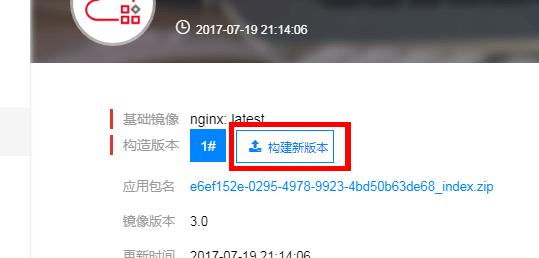 2017-07-19 21:14:06
基础镜像 nginx: latest
构造版本 1# 构建新版本
应用包名 e6ef152e-0295-4978-9923-4bd50b63de68_index.zip
镜像版本 3.0
更新时间 2017-07-19 21:14:06